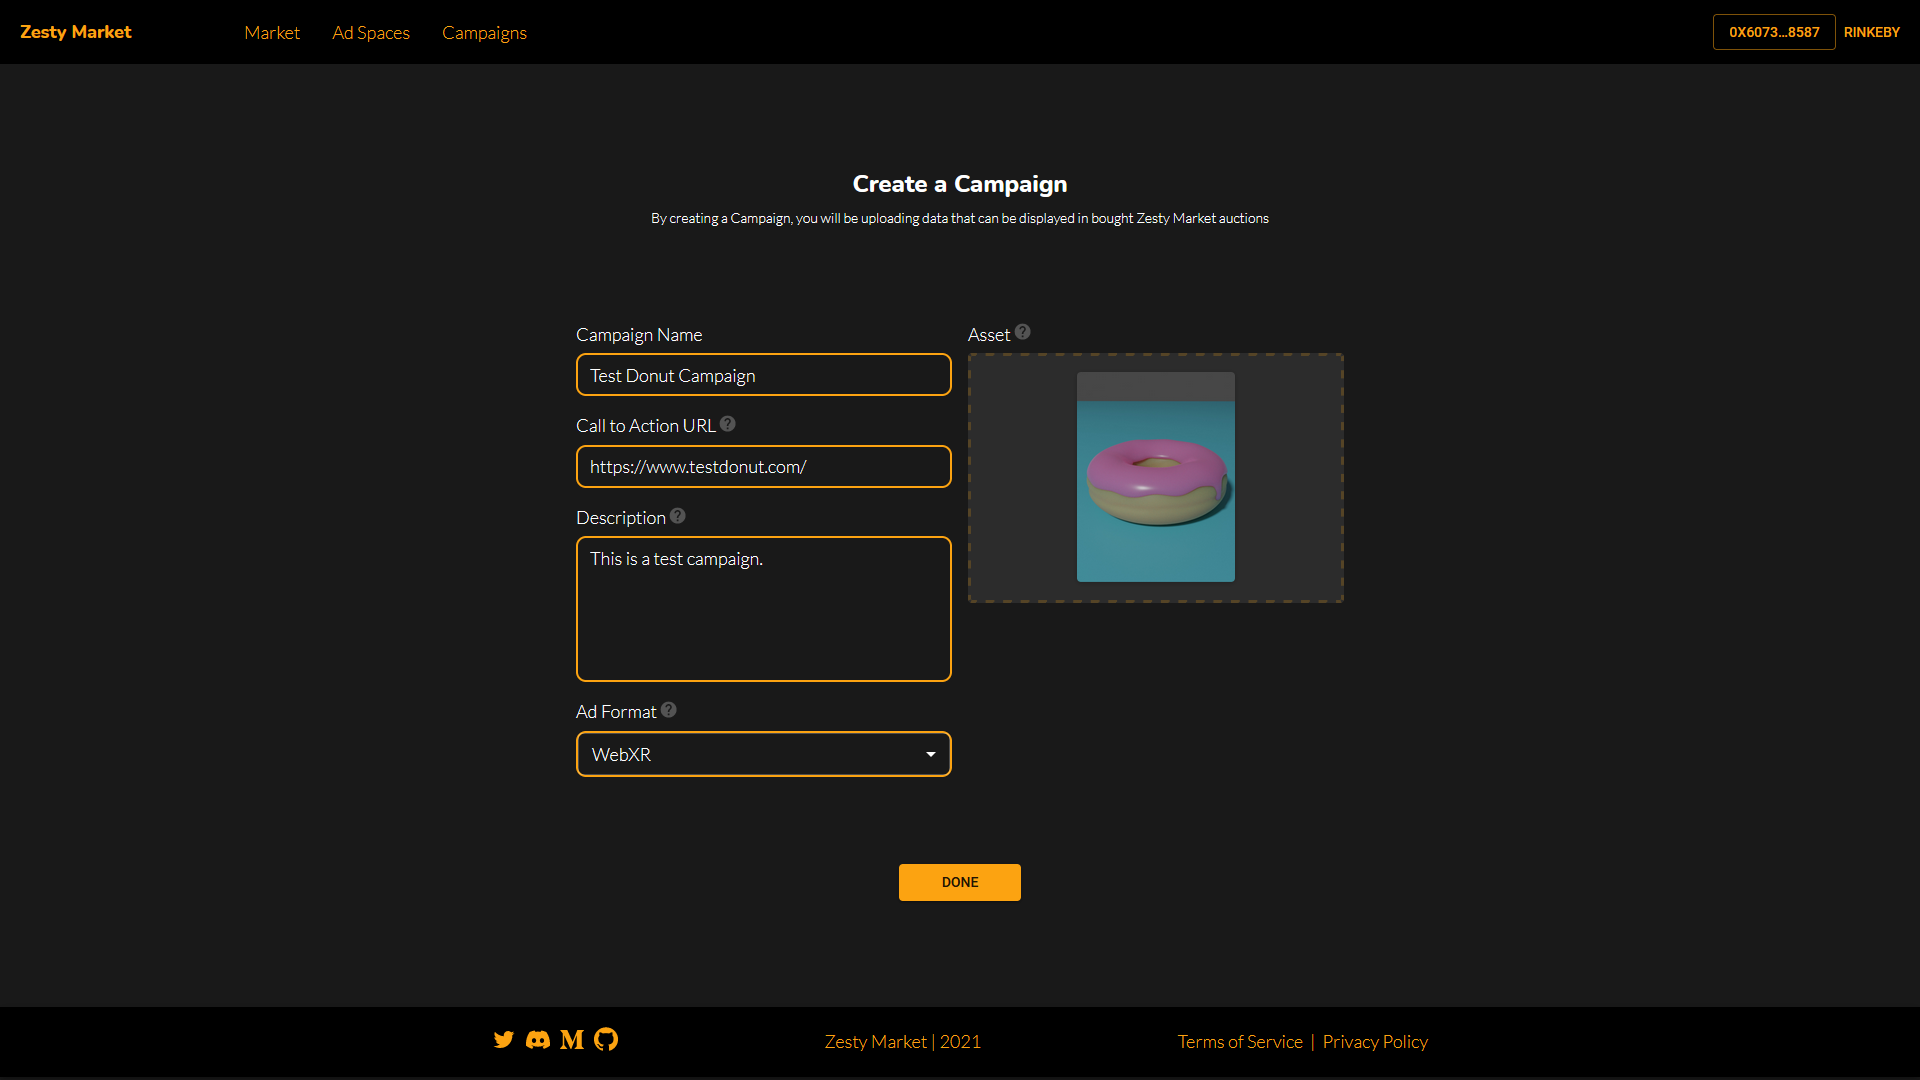 Zesty Market
Market
Ad Spaces
Campaigns
0X6073...8587
RINKEBY
Create a Campaign
By creating a Campaign, you will be uploading data that can be displayed in bought Zesty Market auctions
Campaign Name
Test Donut Campaign
Call to Action URL ?
https://www.testdonut.com/
Description ?
This is a test campaign.
Ad Format ?
WebXR
Asset ?
DONE
Zesty Market | 2021
Terms of Service | Privacy Policy